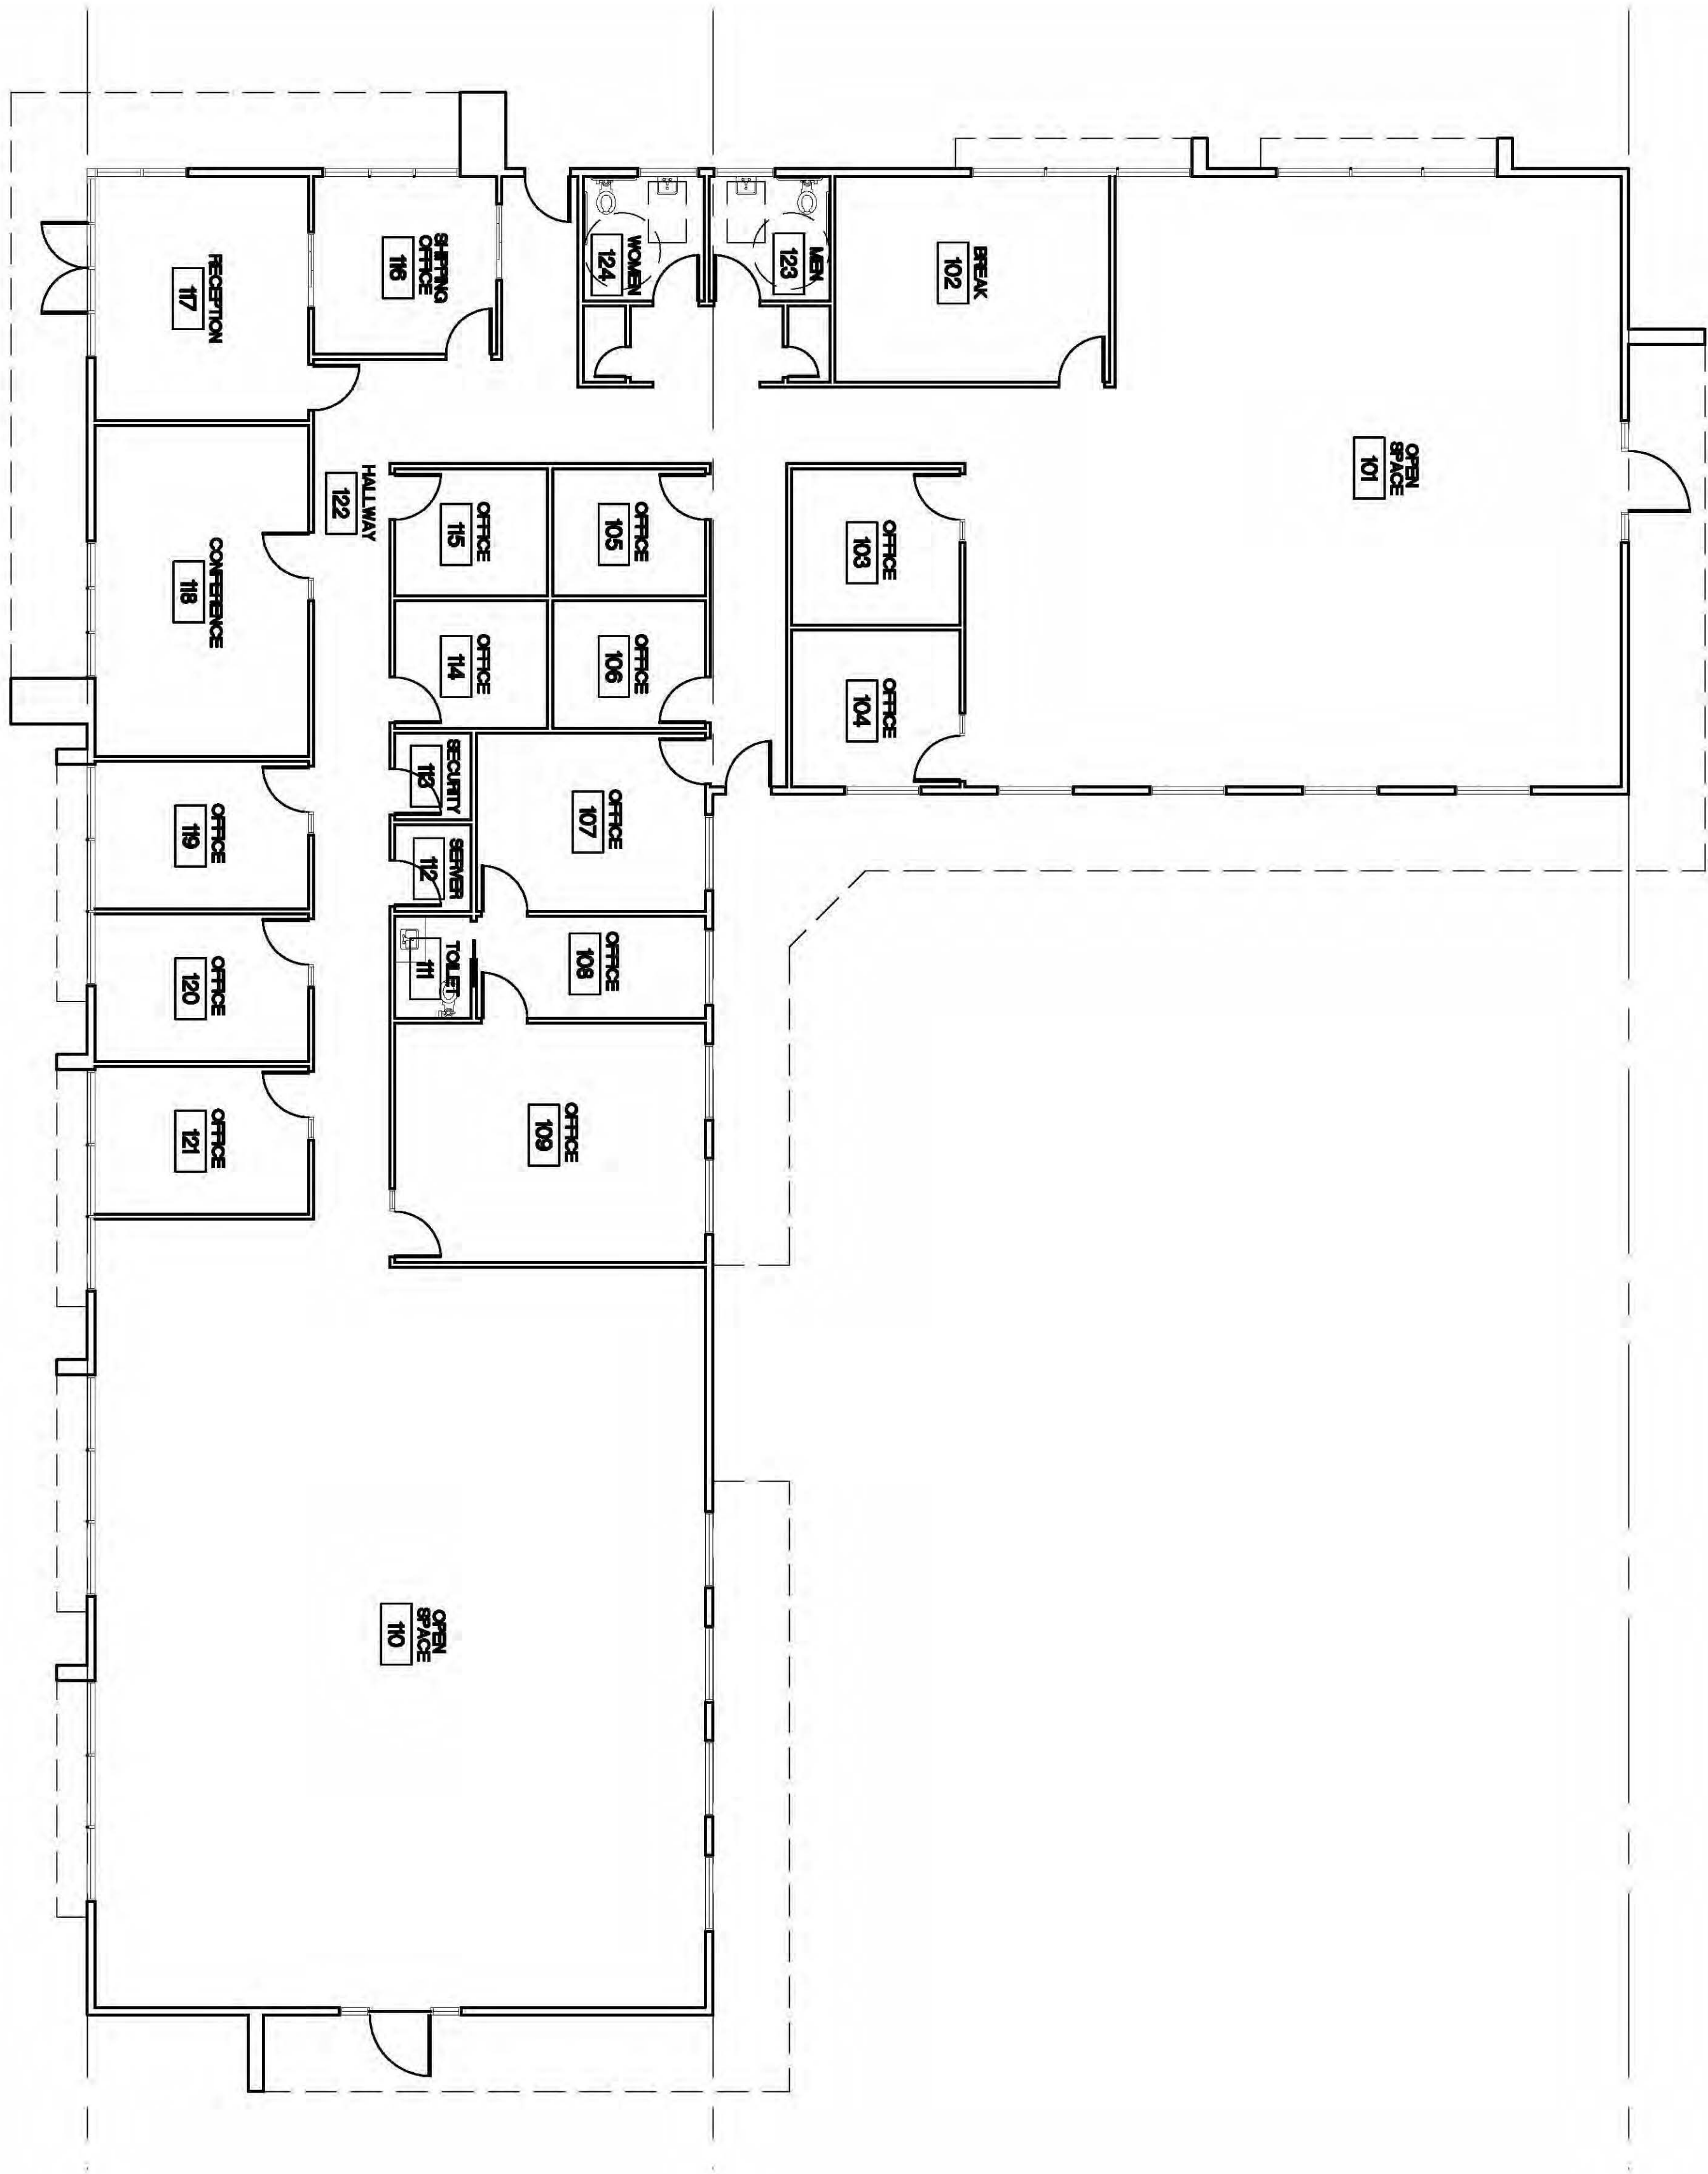 OPEN
SPACE
101
BREAK
102
OFFICE
103
OFFICE
104
OFFICE
105
OFFICE
106
OFFICE
107
OFFICE
108
OFFICE
109
OPEN
SPACE
110
TOILET
111
SERVER
112
SECURITY
113
OFFICE
114
OFFICE
115
SHIPPING
OFFICE
116
RECEPTION
117
CONFERENCE
118
OFFICE
119
OFFICE
120
OFFICE
121
HALLWAY
122
MEN
123
WOMEN
124